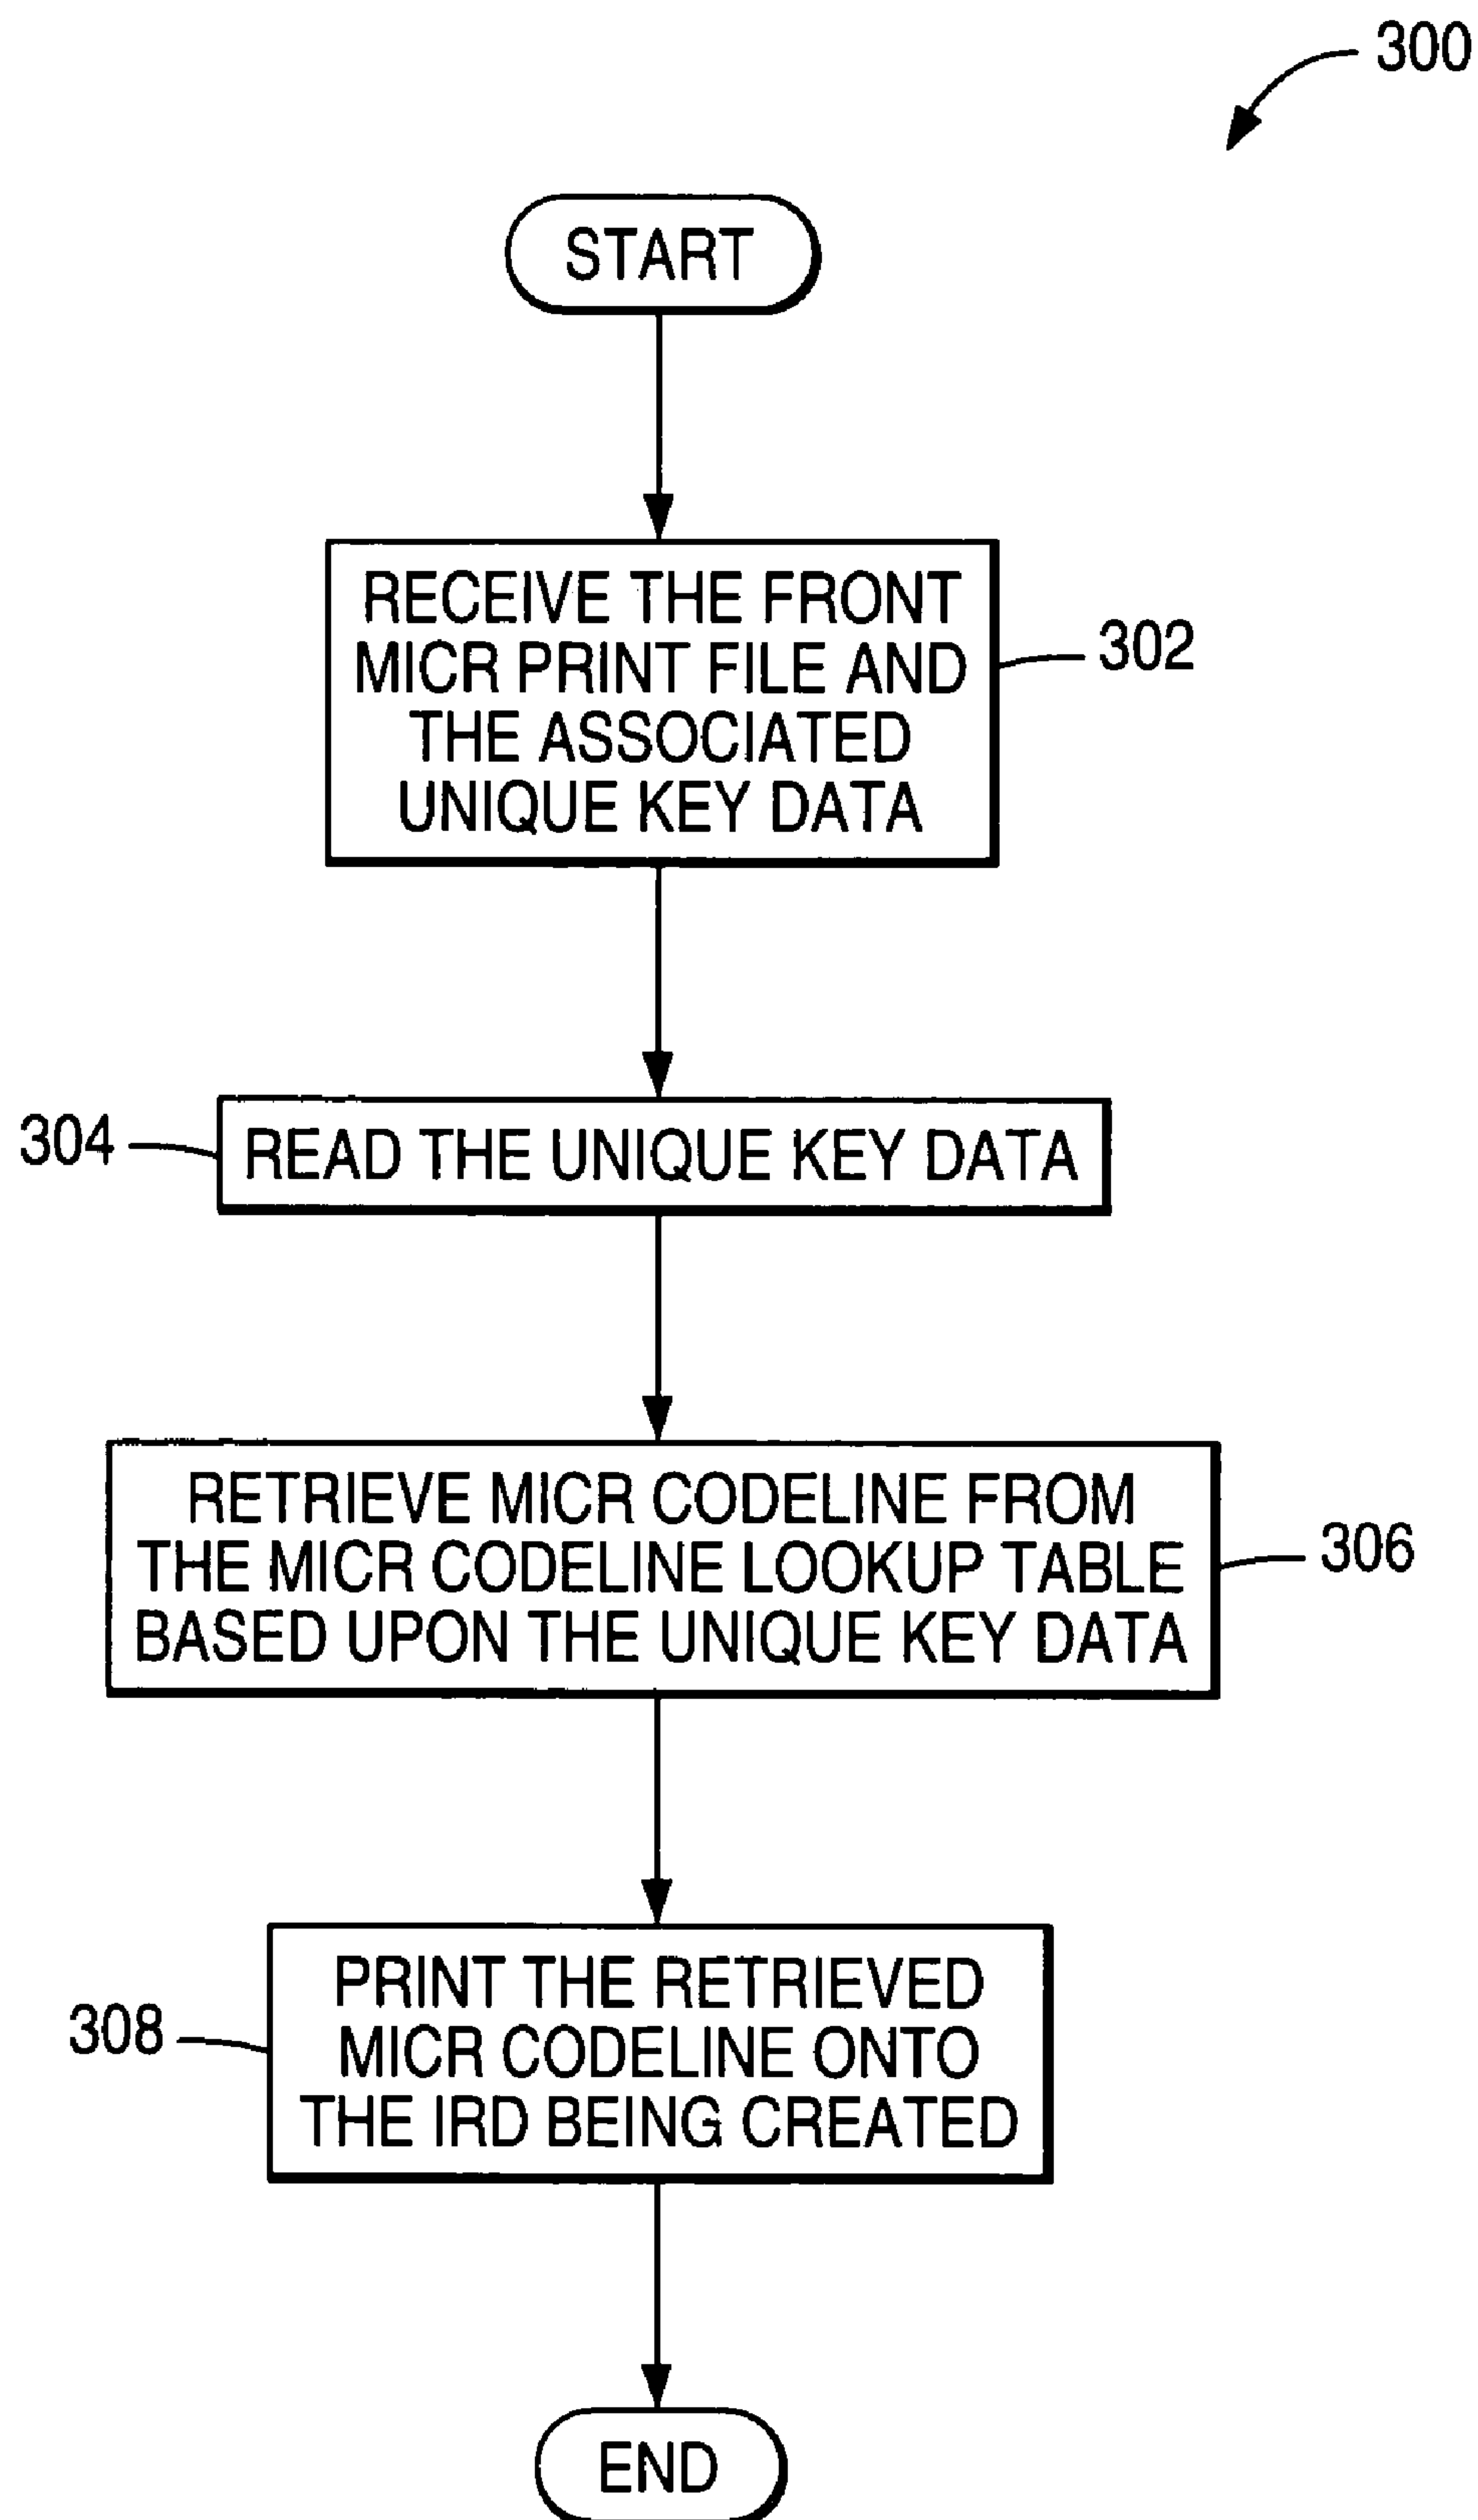 300
START
RECEIVE THE FRONT
MICR PRINT FILE AND
THE ASSOCIATED
UNIQUE KEY DATA
302
304
READ THE UNIQUE KEY DATA
RETRIEVE MICR CODELINE FROM
THE MICR CODELINE LOOKUP TABLE
BASED UPON THE UNIQUE KEY DATA
306
308
PRINT THE RETRIEVED
MICR CODELINE ONTO
THE IRD BEING CREATED
END